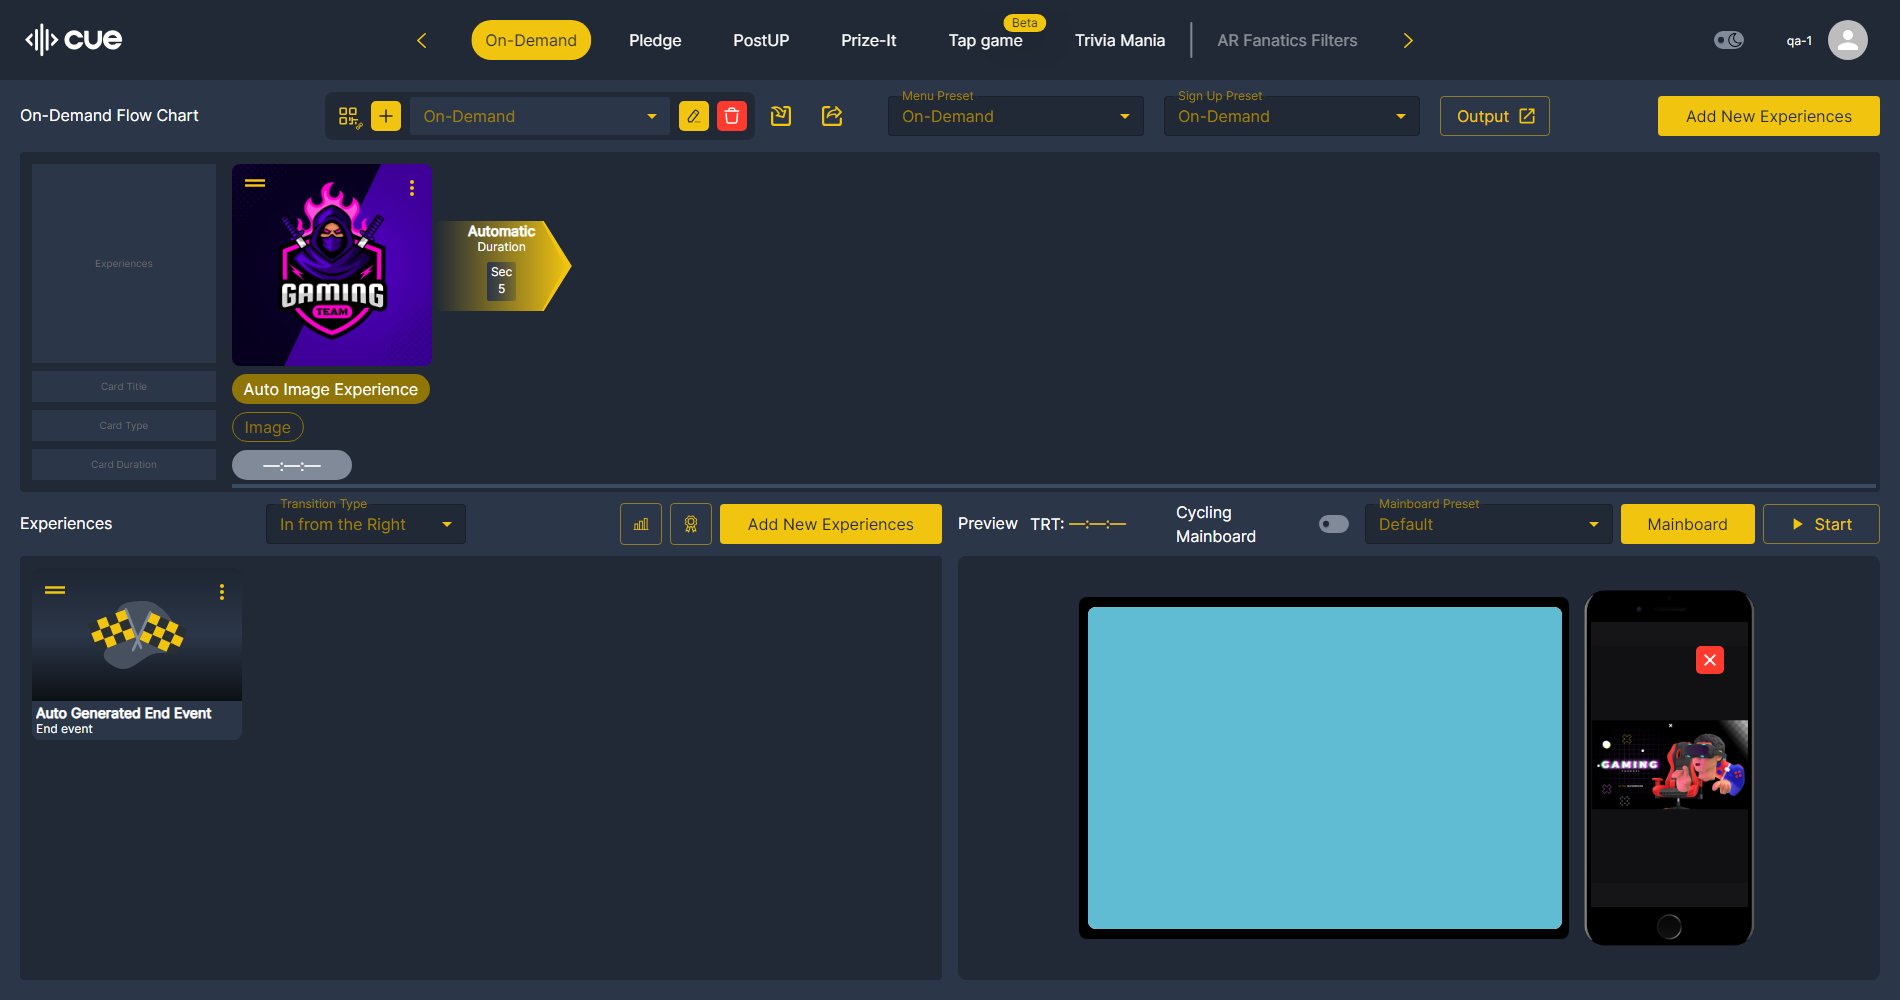 cue
On-Demand
Pledge
PostUP
Prize-It
Tap game
Beta
Trivia Mania
AR Fanatics Filters
qa-1
On-Demand Flow Chart
On-Demand
Menu Preset
On-Demand
Sign Up Preset
On-Demand
Output
Add New Experiences
Experiences
GAMING
TEAM
Automatic
Duration
Sec
5
Card Title
Auto Image Experience
Card Type
Image
Card Duration
—:—:—
Experiences
Transition Type
In from the Right
Add New Experiences
Preview
TRT: —:—:—
Cycling
Mainboard
Mainboard Preset
Default
Mainboard
Start
Auto Generated End Event
End event
GAMING